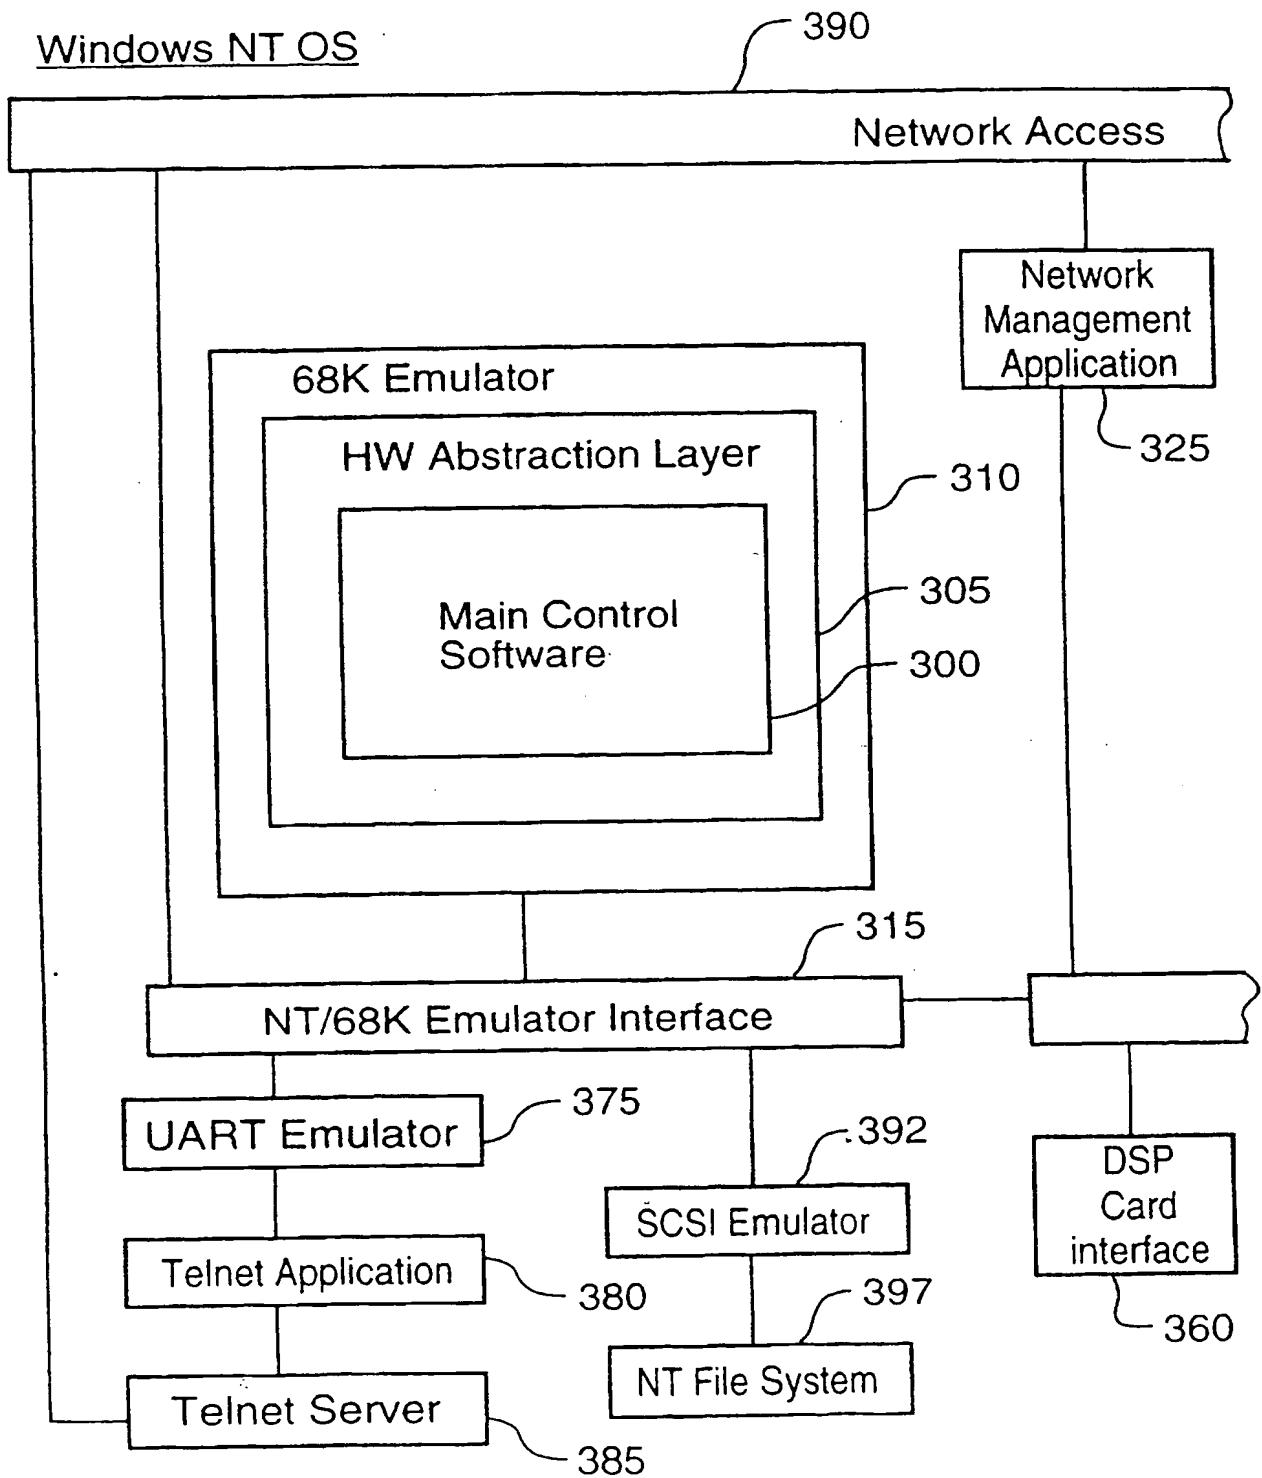 Windows NT OS
390
Network Access
Network
Management
Application
325
68K Emulator
HW Abstraction Layer
310
Main Control
Software
305
300
315
NT/68K Emulator Interface
UART Emulator
375
392
SCSI Emulator
DSP
Card
interface
360
Telnet Application
380
397
NT File System
Telnet Server
385